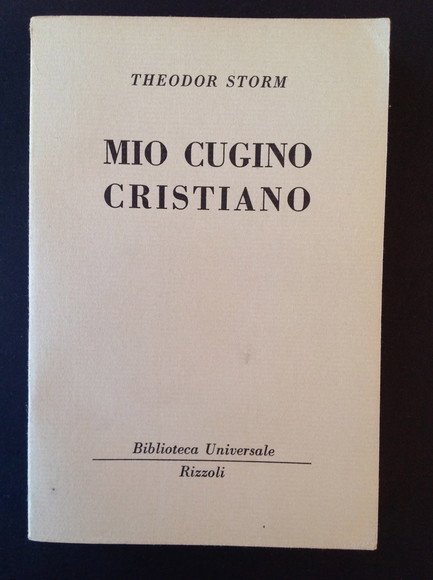 THEODOR STORM
MIO CUGINO
CRISTIANO
Biblioteca Universale
Rizzoli